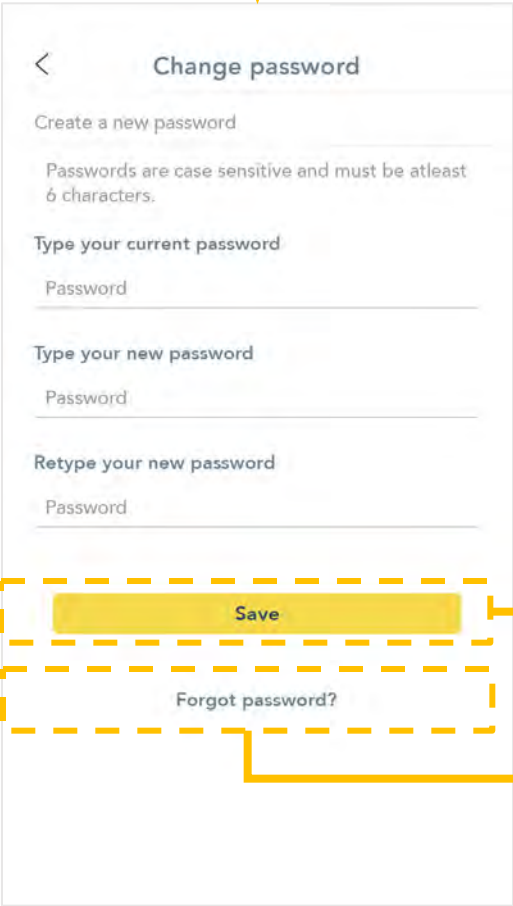 Change password
Create a new password
Passwords are case sensitive and must be atleast
6 characters.
Type your current password
Password
Type your new password
Password
Retype your new password
Password
Save
Forgot password?